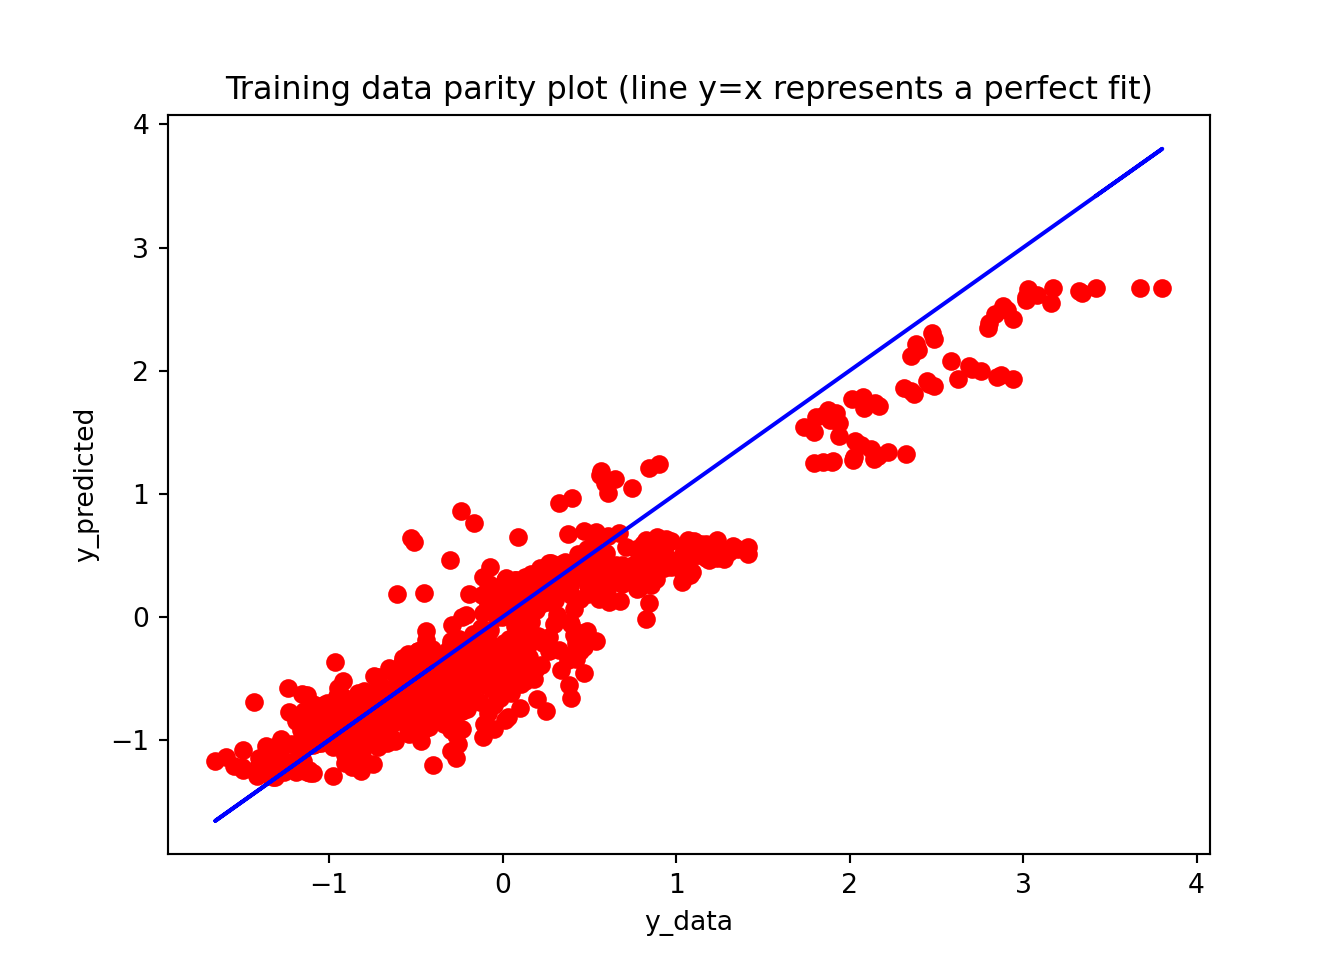 Training data parity plot (line y=x represents a perfect fit)
4
3
2
1
0
−1
y_predicted
−1 0 1 2 3 4
y_data